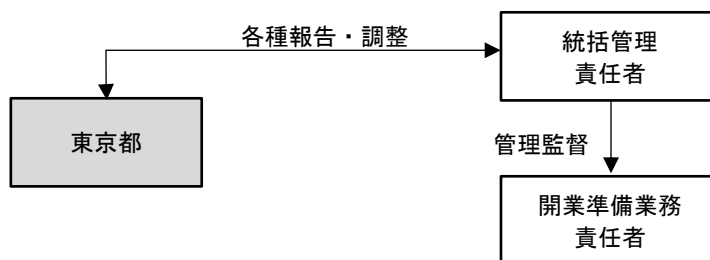 各種報告・調整
統括管理
責任者
東京都
管理監督
開業準備業務
責任者